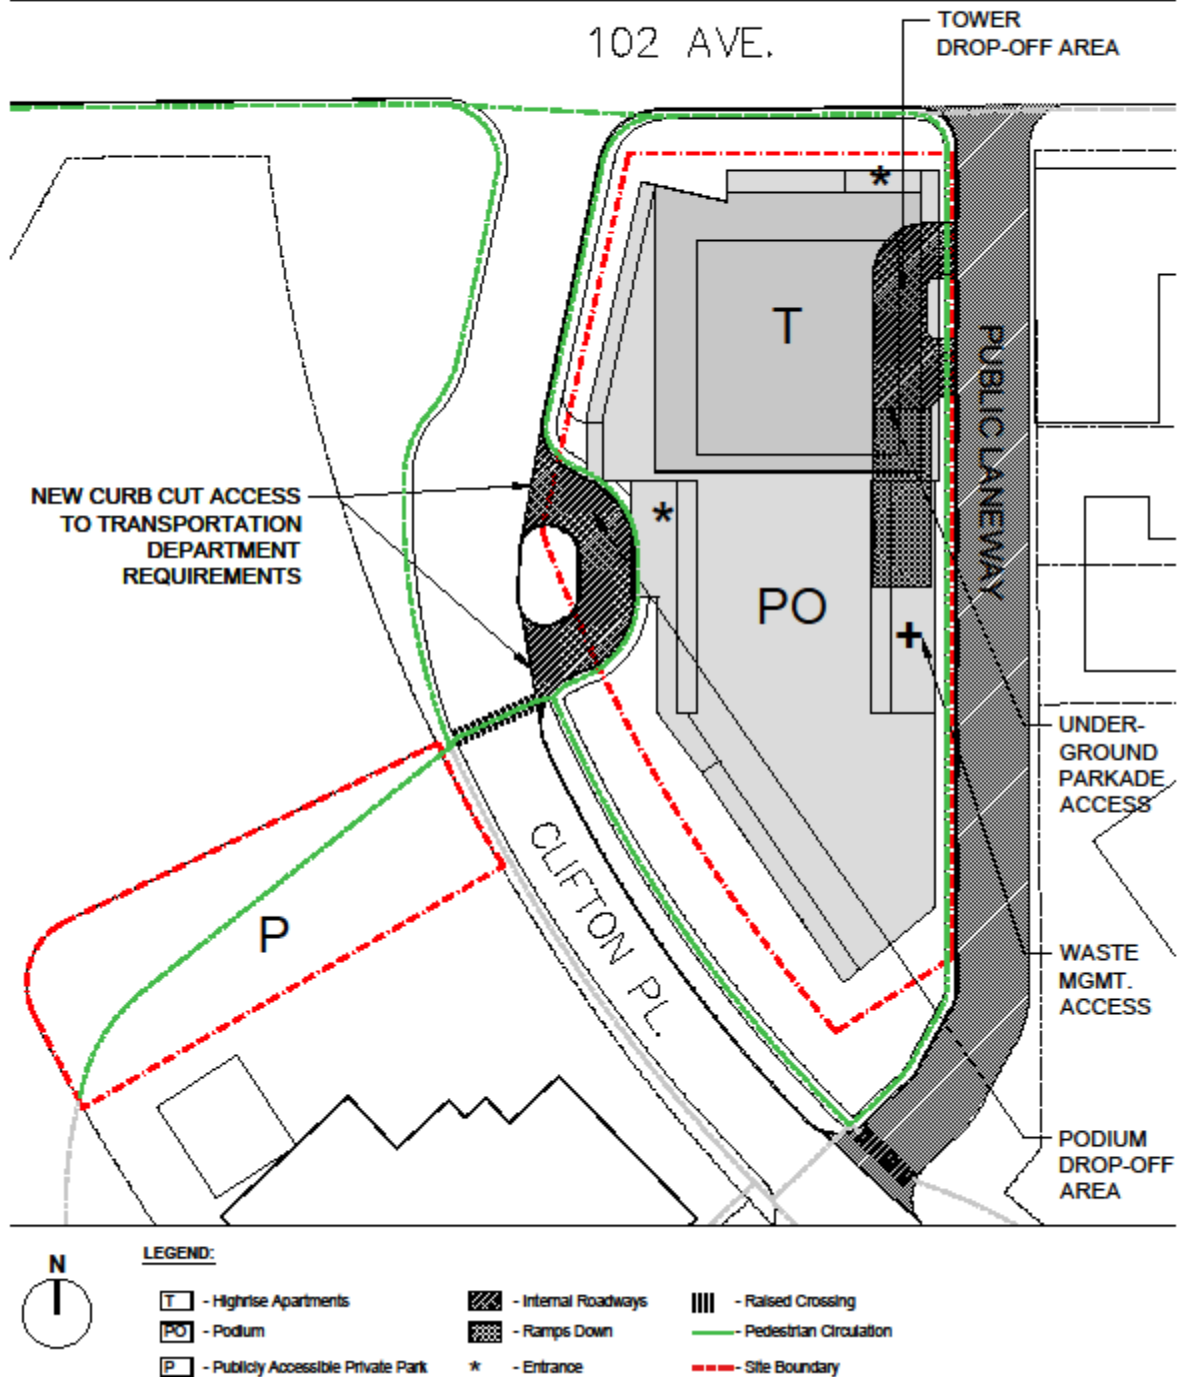 102 AVE.
TOWER
DROP-OFF AREA
*
T
PUBLIC LANEWAY
NEW CURB CUT ACCESS
TO TRANSPORTATION
DEPARTMENT
REQUIREMENTS
*
PO
+
UNDER-
GROUND
PARKADE
ACCESS
CLIFTON PL.
P
WASTE
MGMT.
ACCESS
PODIUM
DROP-OFF
AREA
N
LEGEND:
T - Highrise Apartments
PO - Podium
P - Publicly Accessible Private Park
- Internal Roadways
- Ramps Down
* - Entrance
- Raised Crossing
- Pedestrian Circulation
- Site Boundary